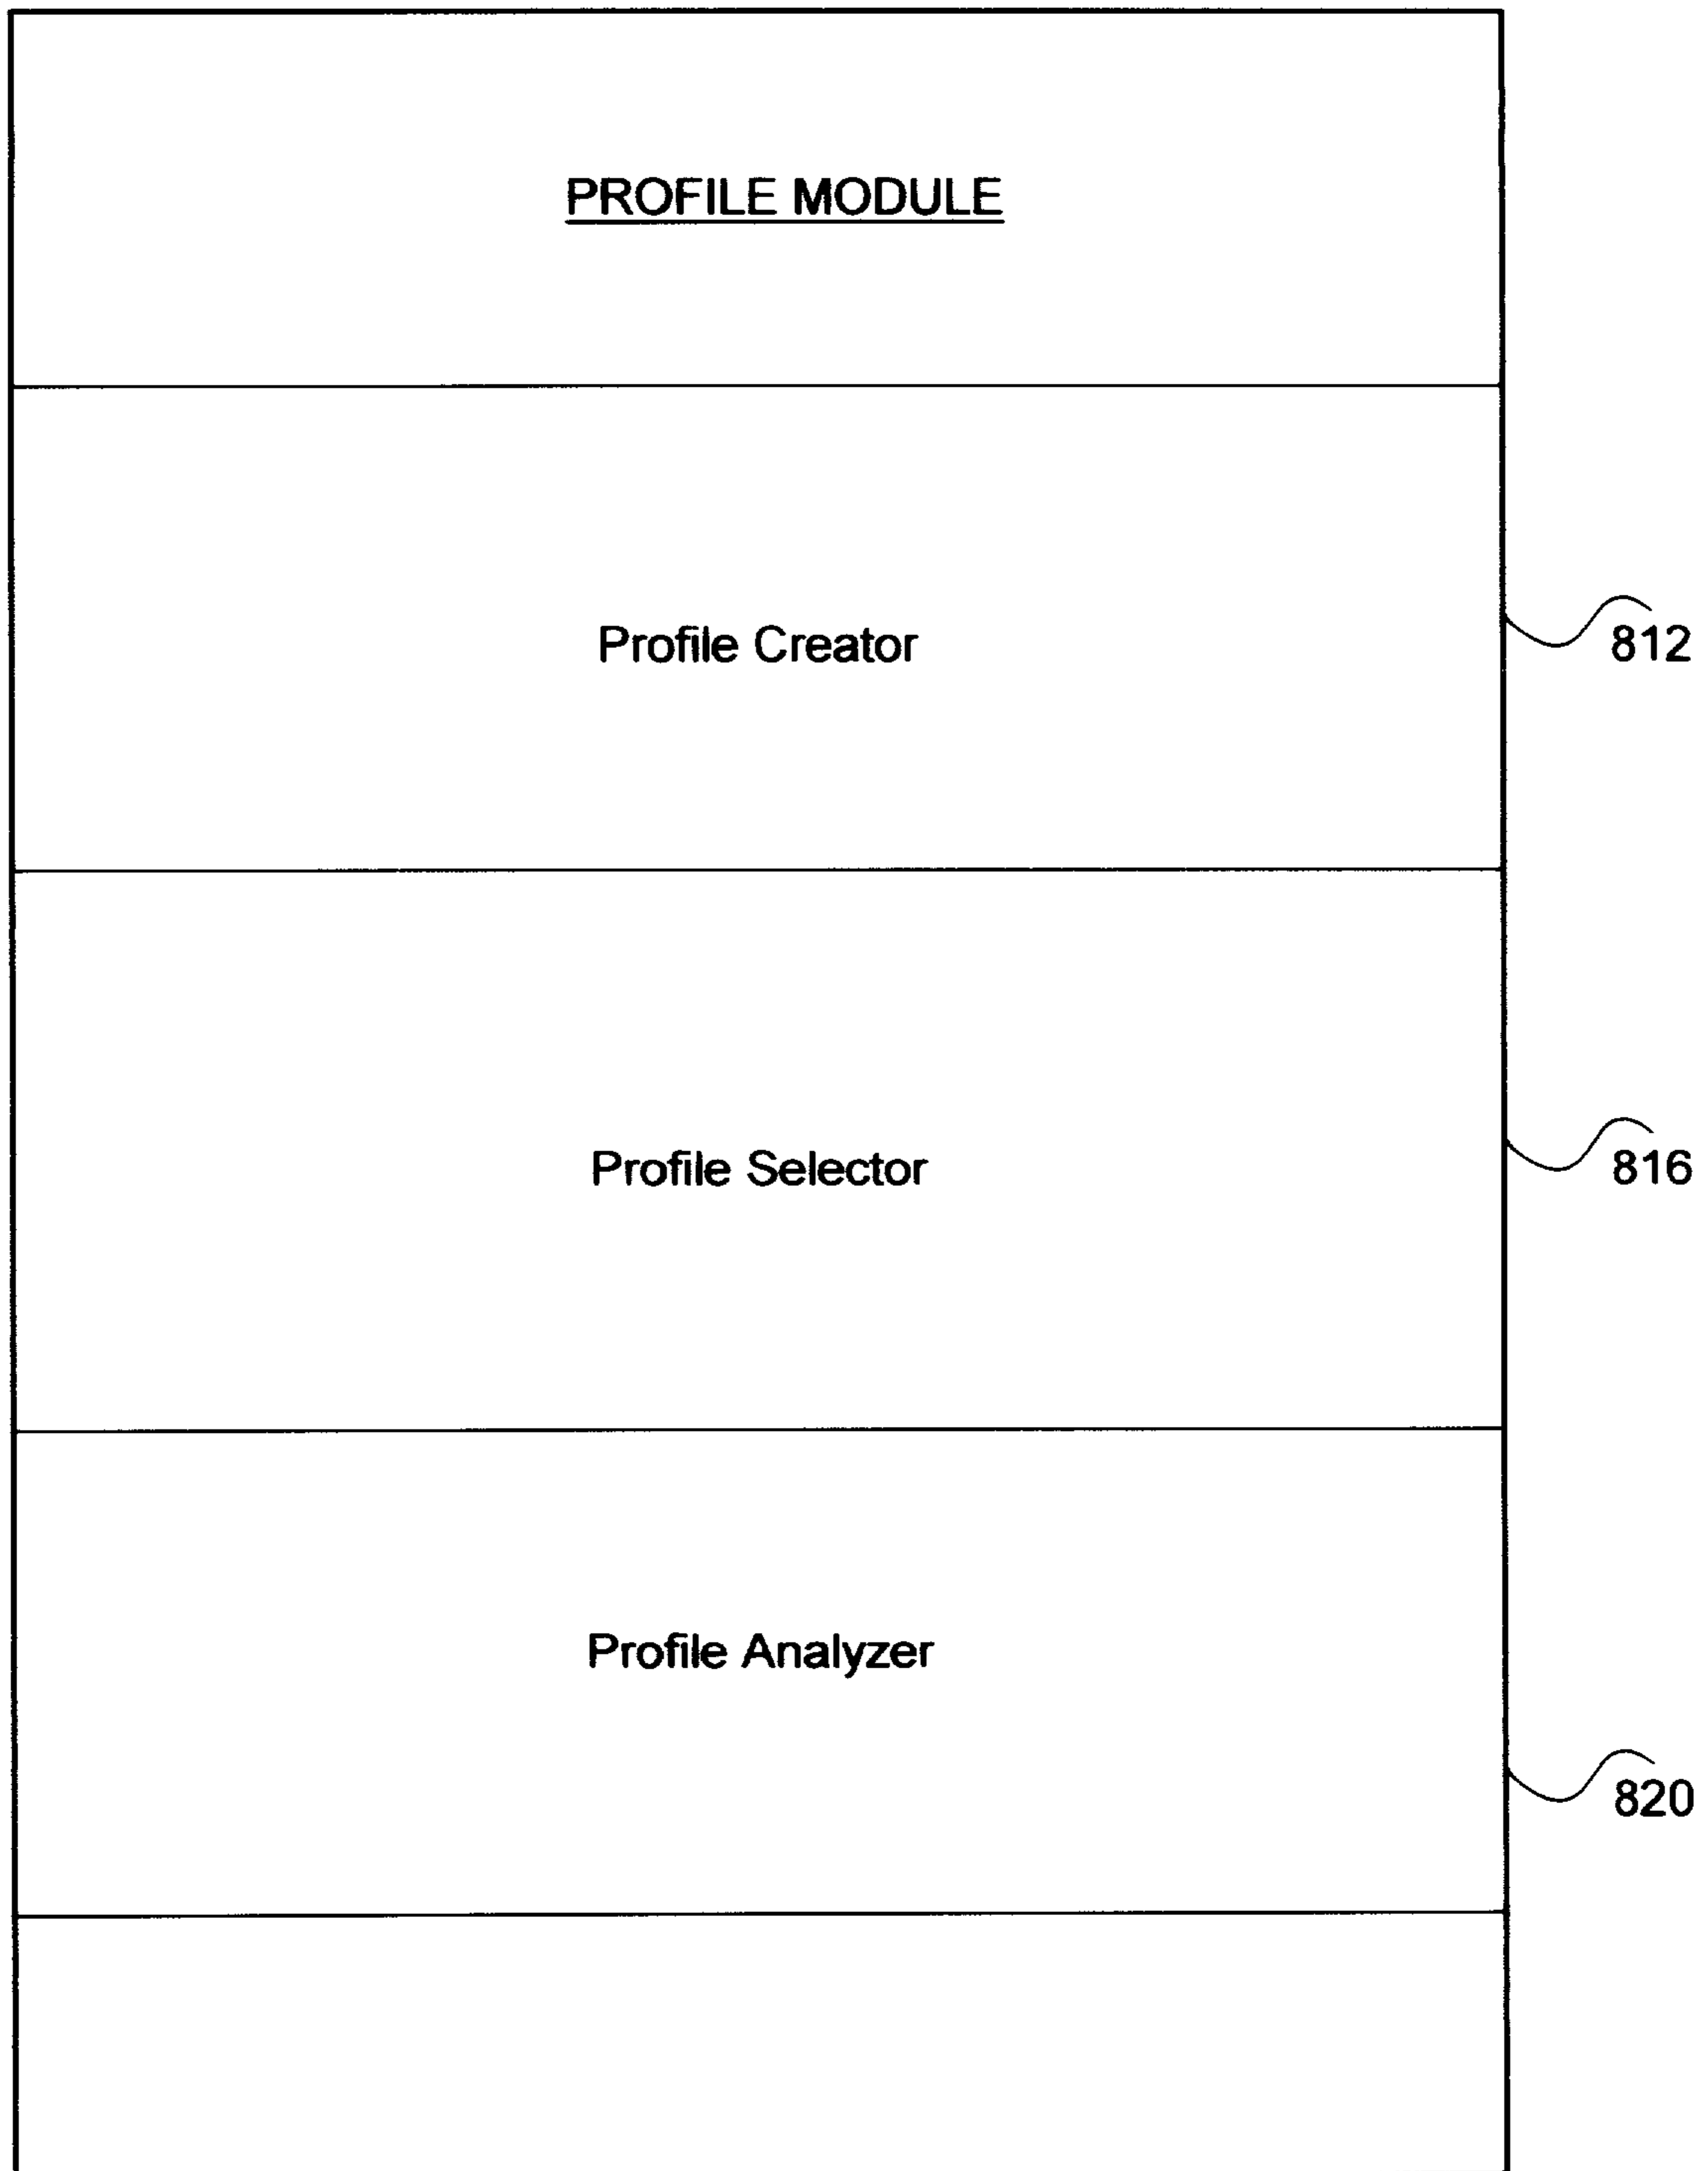 PROFILE MODULE
Profile Creator
812
Profile Selector
816
Profile Analyzer
820